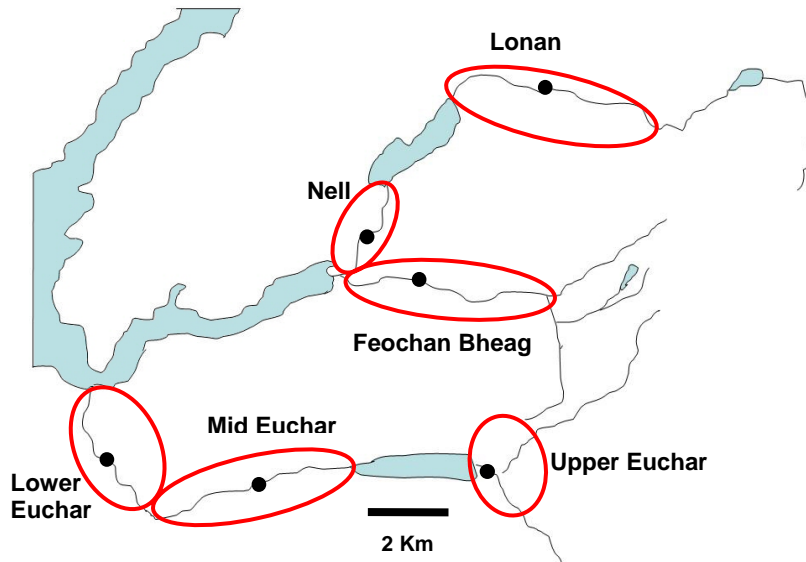 Lonan
Nell
Feochan Bheag
Mid Euchar
Upper Euchar
Lower
Euchar
2 Km